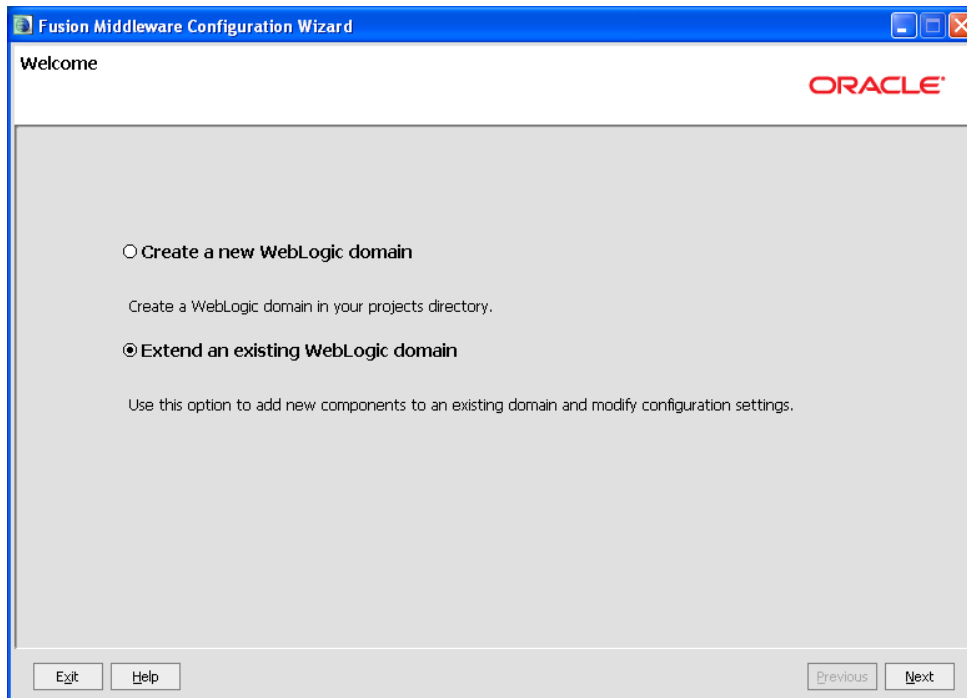 Fusion Middleware Configuration Wizard
Welcome
ORACLE
Create a new WebLogic domain
Create a WebLogic domain in your projects directory.
Extend an existing WebLogic domain
Use this option to add new components to an existing domain and modify configuration settings.
Exit Help Previous Next